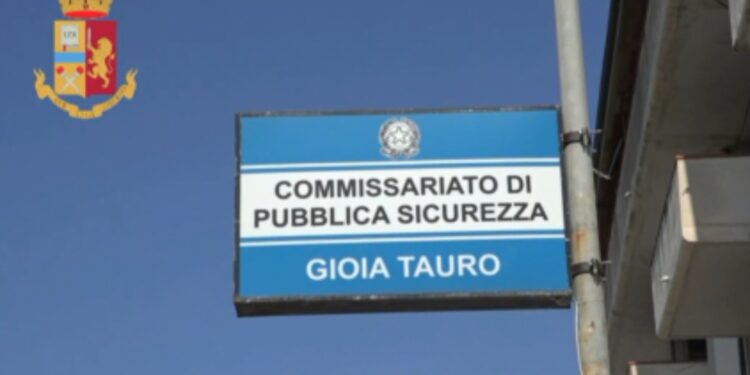 COMMISSARIATO DI
PUBBLICA SICUREZZA
GIOIA TAURO